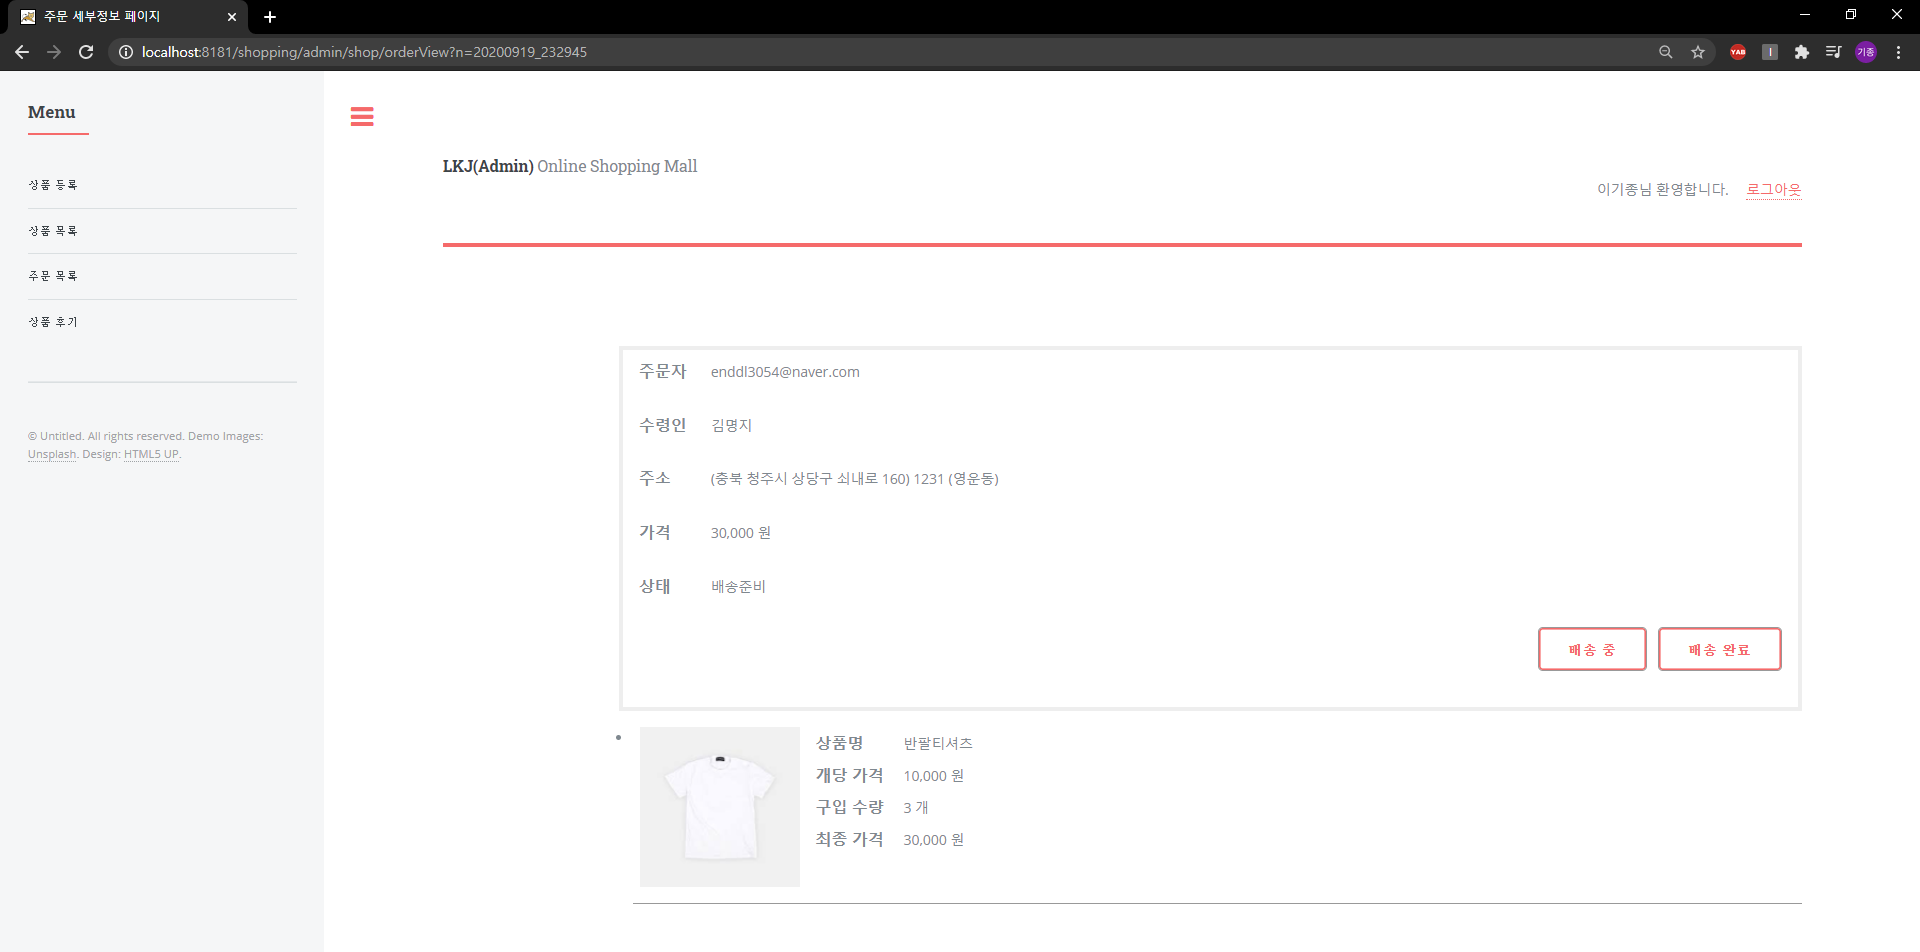 주문 세부정보 페이지
localhost:8181/shopping/admin/shop/orderView?n=20200919_232945
YAB
I
기종
Menu
상품 등록
상품 목록
주문 목록
상품 후기
© Untitled. All rights reserved. Demo Images:
Unsplash. Design: HTML5 UP.
LKJ(Admin) Online Shopping Mall
이기종님 환영합니다. 로그아웃
주문자 enddl3054@naver.com
수령인 김명지
주소 (충북 청주시 상당구 쇠내로 160) 1231 (영운동)
가격 30,000 원
상태 배송준비
배송 중 배송 완료
상품명 반팔티셔츠
개당 가격 10,000 원
구입 수량 3 개
최종 가격 30,000 원